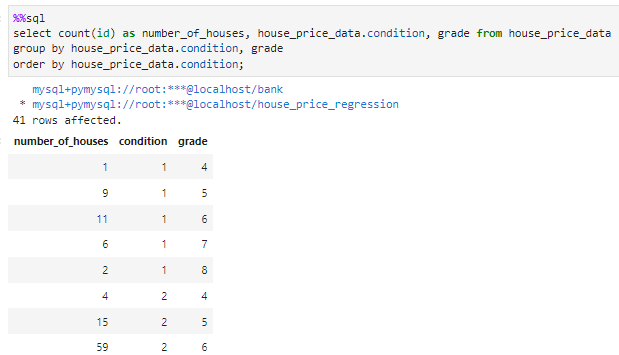 %%sql
select count(id) as number_of_houses, house_price_data.condition, grade from house_price_data
group by house_price_data.condition, grade
order by house_price_data.condition;
mysql+pymysql://root:***@localhost/bank
* mysql+pymysql://root:***@localhost/house_price_regression
41 rows affected.
number_of_houses condition grade
1 1 4
9 1 5
11 1 6
6 1 7
2 1 8
4 2 4
15 2 5
59 2 6